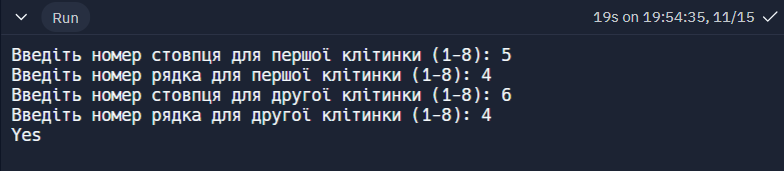 Run
19s on 19:54:35, 11/15
Введіть номер стовпця для першої клітинки (1-8): 5
Введіть номер рядка для першої клітинки (1-8): 4
Введіть номер стовпця для другої клітинки (1-8): 6
Введіть номер рядка для другої клітинки (1-8): 4
Yes